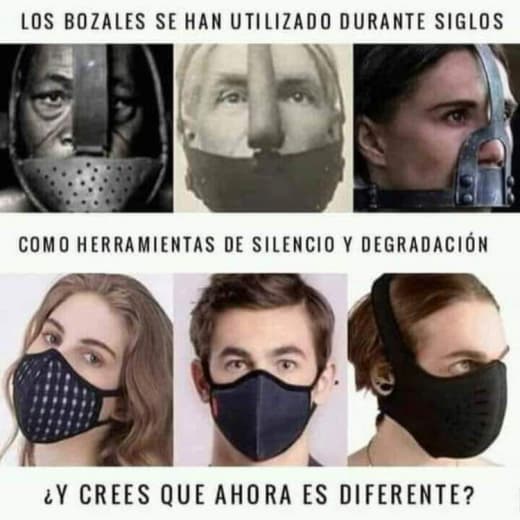 LOS BOZALES SE HAN UTILIZADO DURANTE SIGLOS
COMO HERRAMIENTAS DE SILENCIO Y DEGRADACIÓN
¿Y CREES QUE AHORA ES DIFERENTE?